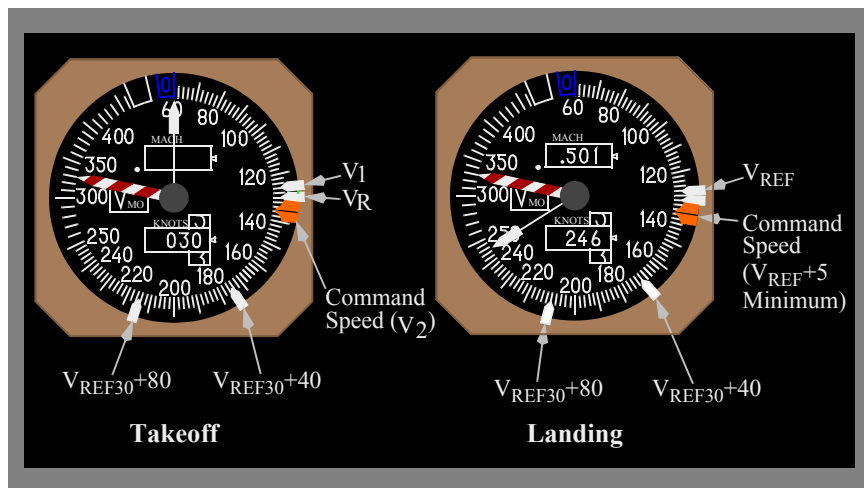 0
60
80
100
120
140
160
180
200
220
240
250
300
350
400
MACH
.
VMO
KNOTS
030
V1
VR
Command
Speed (V2)
VREF30+80
VREF30+40
Takeoff
0
60
80
100
120
140
160
180
200
220
240
250
300
350
400
MACH
.501
VMO
KNOTS
246
VREF
Command
Speed
(VREF+5
Minimum)
VREF30+80
VREF30+40
Landing